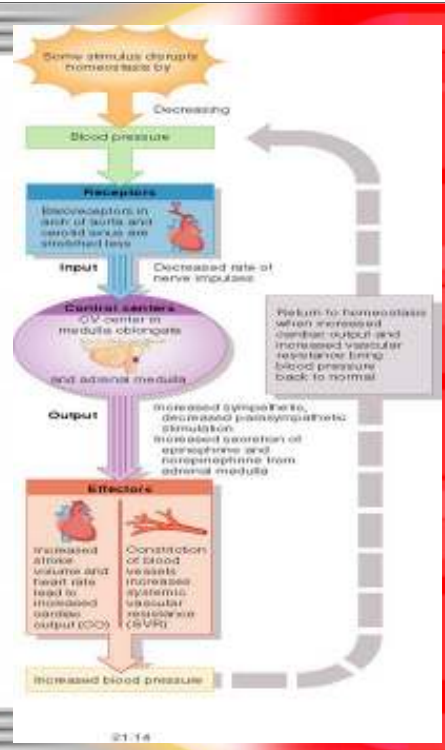 Some stimulus disrupts
homeostasis by
Decreasing
Blood pressure
Receptors
Baroreceptors in
arch of aorta and
carotid sinus are
stretched less
Input
Decreased rate of
nerve impulses
Control centers
CV center in
medulla oblongata
and adrenal medulla
Output
Increased sympathetic,
decreased parasympathetic
stimulation
Increased secretion of
epinephrine and
norepinephrine from
adrenal medulla
Effectors
Increased
stroke
volume and
heart rate
lead to
increased
cardiac
output (CO)
Constriction
of blood
vessels
increases
systemic
vascular
resistance
(SVR)
Increased blood pressure
Return to homeostasis
when increased
cardiac output and
increased vascular
resistance bring
blood pressure
back to normal
21.14